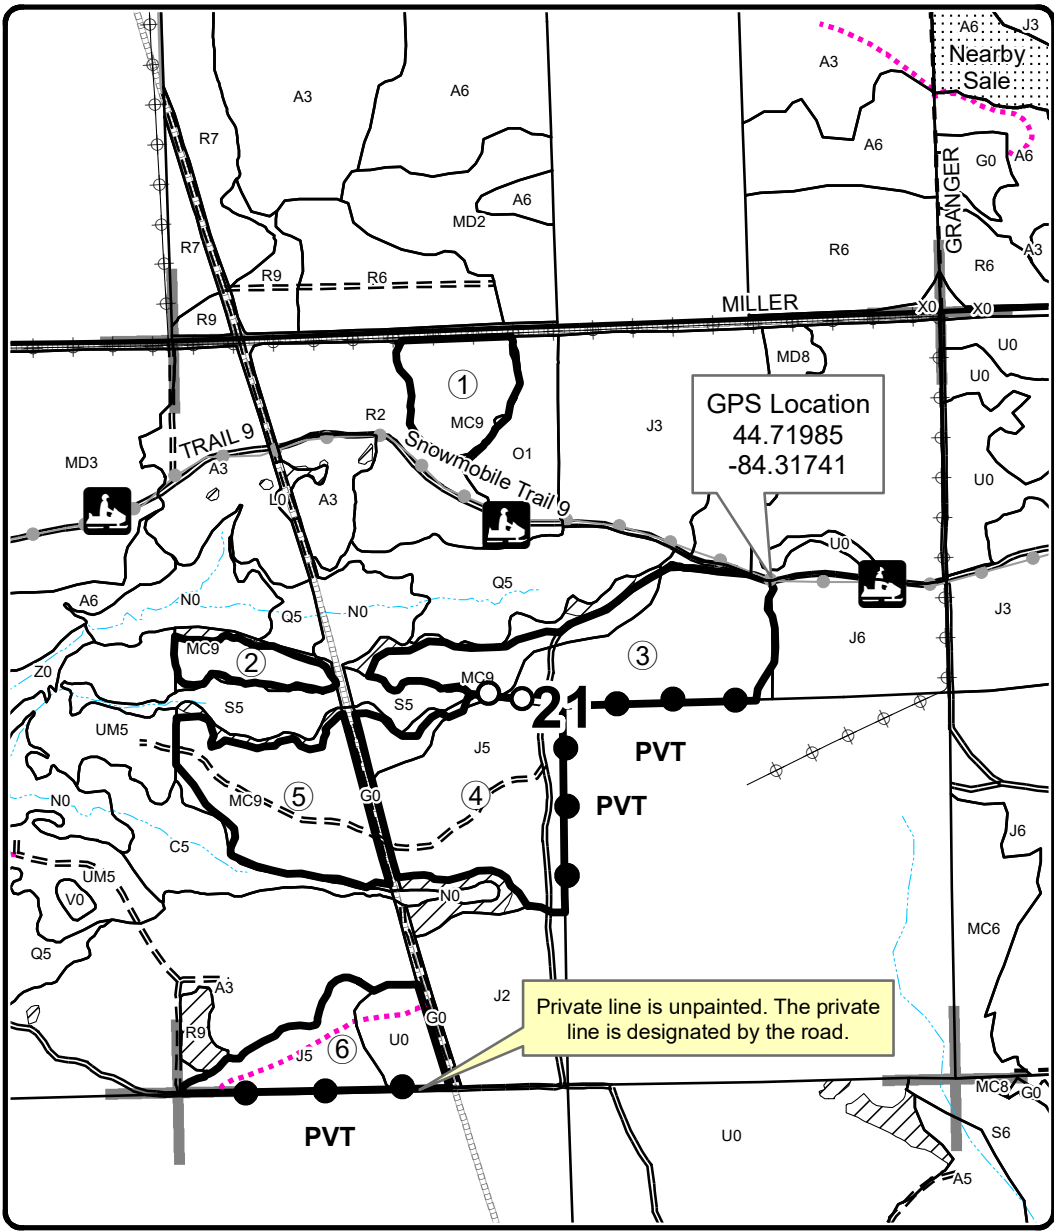 A6
J3
Nearby
Sale
A3
A3
A6
R7
A6
G0
A6
GRANGER
A6
MD2
R7
R6
A3
R6
R9
R6
R9
MILLER
X0
X0
U0
MD8
U0
1
GPS Location
44.71985
-84.31741
MC9
R2
J3
TRAIL 9
Snowmobile Trail 9
O1
MD3
A3
U0
L0
A3
U0
Q5
A6
N0
N0
Q5
J3
J6
MC9
2
3
Z0
MC9
S5
S5
21
UM5
J5
PVT
MC9
5
G0
4
PVT
N0
J6
C5
UM5
V0
N0
MC6
Q5
A3
J2
Private line is unpainted. The private
line is designated by the road.
G0
R9
J5
6
U0
MC8
G0
PVT
U0
S6
A5